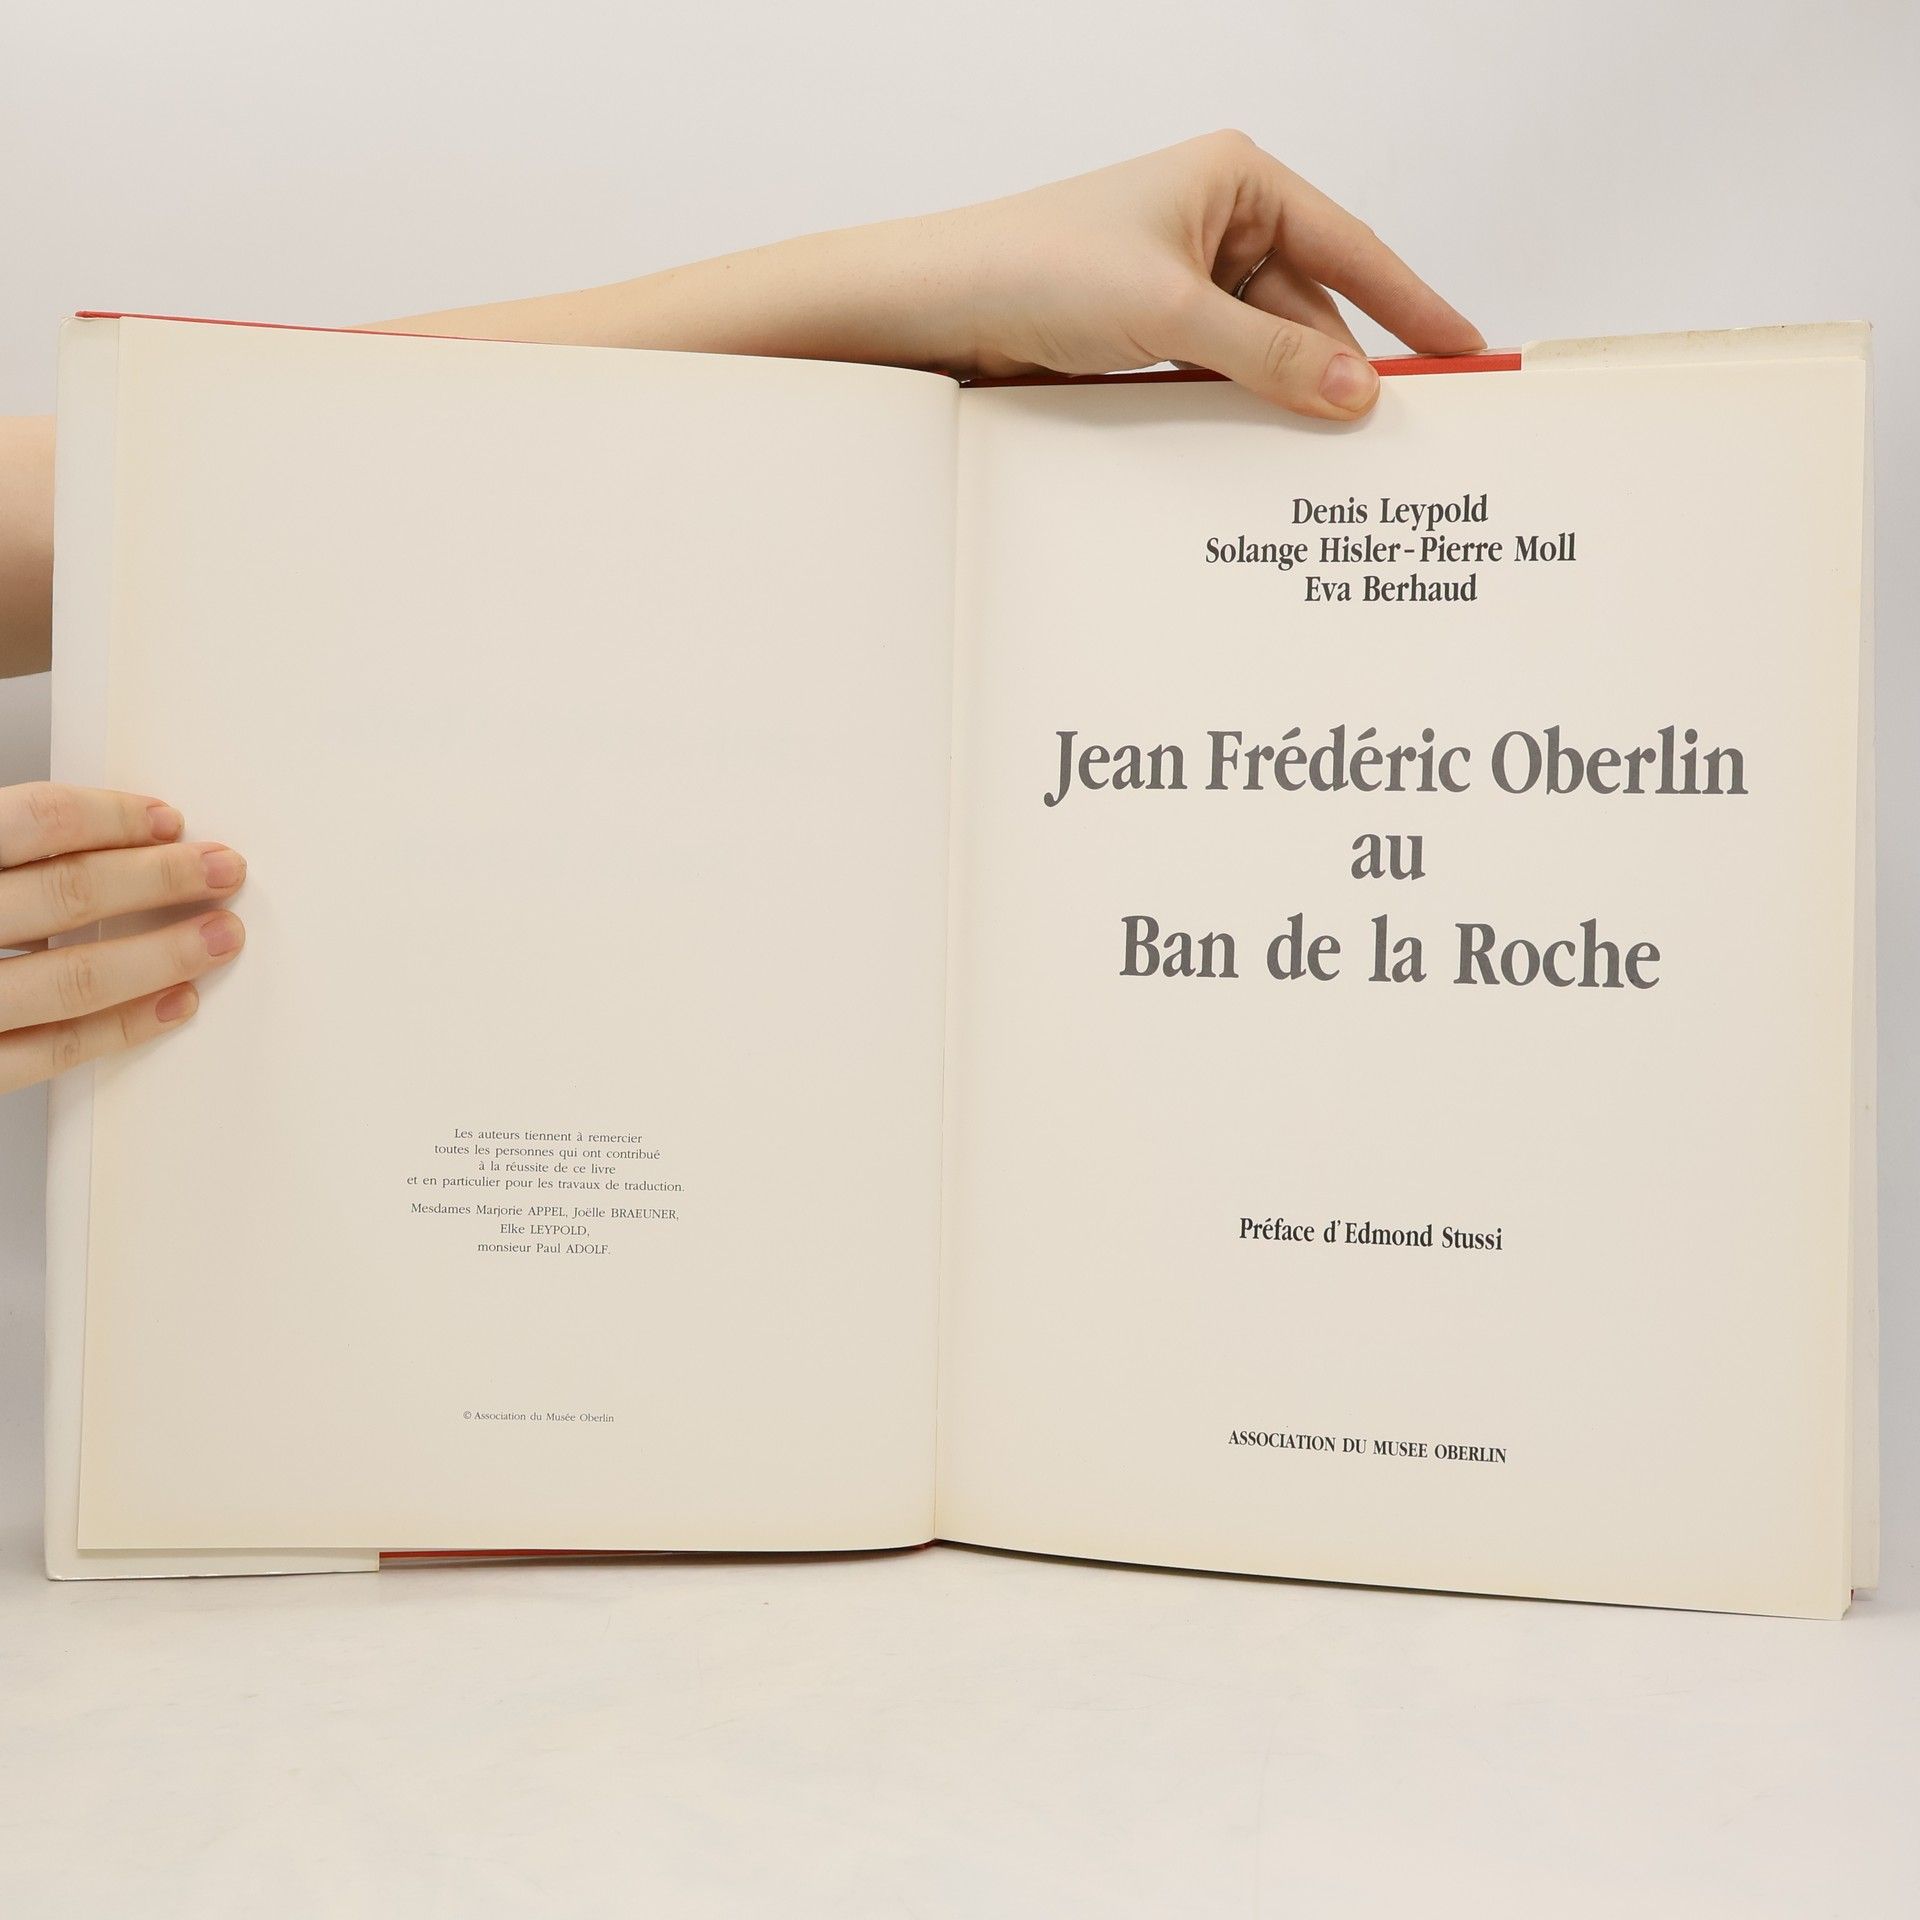 Les auteurs tiennent à remercier
toutes les personnes qui ont contribué
à la réussite de ce livre
et en particulier pour les travaux de traduction.
Mesdames Marjorie APPEL, Joëlle BRAEUNER,
Elke LEYPOLD,
monsieur Paul ADOLF.
© Association du Musée Oberlin
Denis Leypold
Solange Hisler-Pierre Moll
Eva Berhaud
Jean Frédéric Oberlin
au
Ban de la Roche
Préface d'Edmond Stussi
ASSOCIATION DU MUSEE OBERLIN